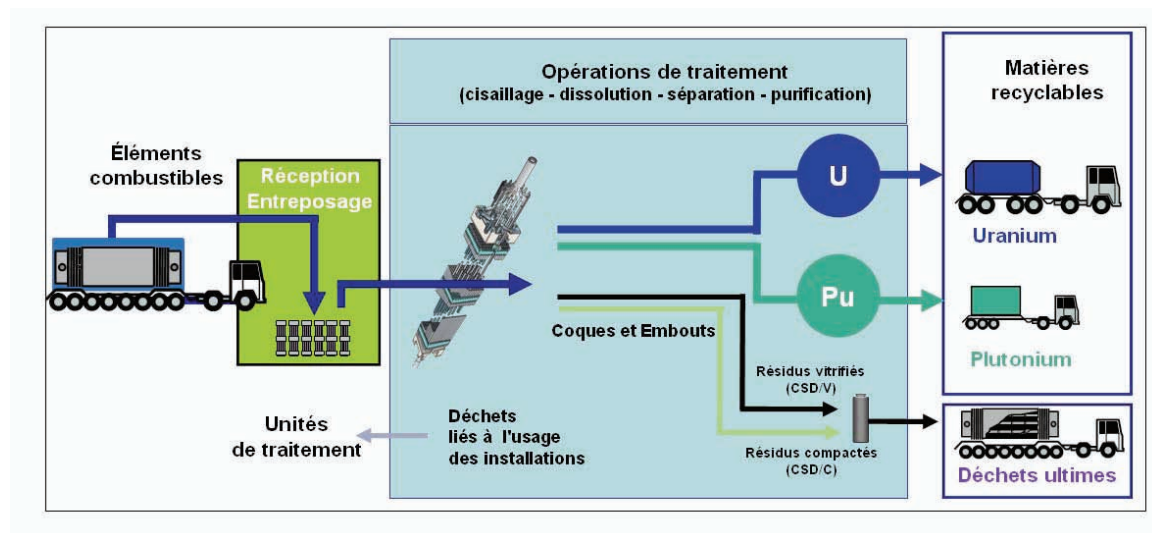 Opérations de traitement
(cisaillage - dissolution - séparation - purification)
Matières
recyclables
Éléments
combustibles
Réception
Entreposage
U
Uranium
Pu
Plutonium
Coques et Embouts
Résidus vitrifiés
(CSD/V)
Unités
de traitement
Déchets
liés à l'usage
des installations
Résidus compactés
(CSD/C)
Déchets ultimes